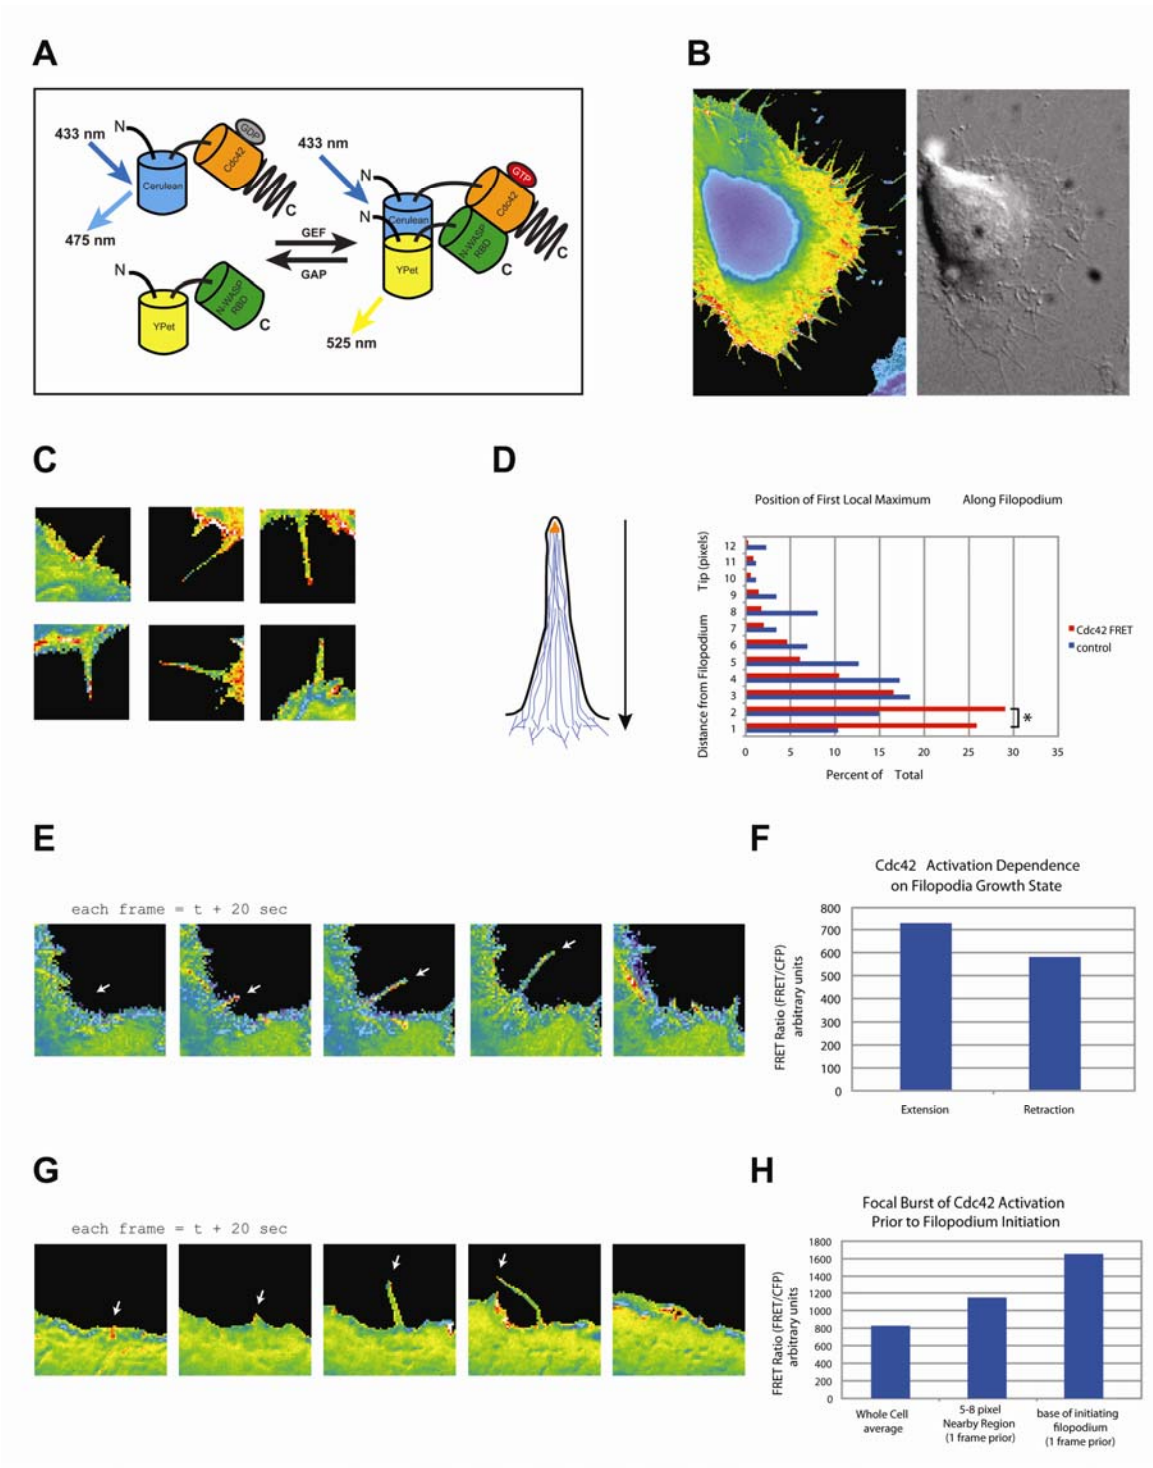 A
433 nm
N
Cerulean
Cdc42
GDP
C
475 nm
N
YPet
N-WASP
RBD
C
GEF
GAP
433 nm
N
N
Cerulean
Cdc42
GTP
N-WASP
RBD
C
C
YPet
525 nm
B
C
D
Position of First Local Maximum Along Filopodium
Distance from Filopodium Tip (pixels)
12
11
10
9
8
7
6
5
4
3
2
1
0 5 10 15 20 25 30 35
Percent of Total
Cdc42 FRET
control
*
E
each frame = t + 20 sec
F
Cdc42 Activation Dependence
on Filopodia Growth State
FRET Ratio (FRET/CFP)
arbitrary units
800
700
600
500
400
300
200
100
0
Extension Retraction
G
each frame = t + 20 sec
H
Focal Burst of Cdc42 Activation
Prior to Filopodium Initiation
FRET Ratio (FRET/CFP)
arbitrary units
1800
1600
1400
1200
1000
800
600
400
200
0
Whole Cell
average
5-8 pixel
Nearby Region
(1 frame prior)
base of initiating
filopodium
(1 frame prior)